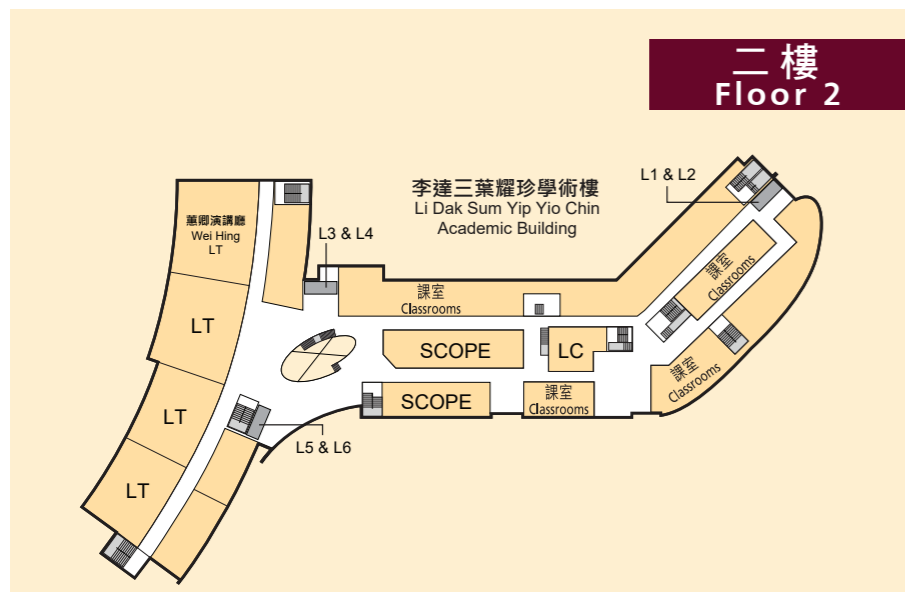 二樓
Floor 2
李達三葉耀珍學術樓
Li Dak Sum Yip Yio Chin
Academic Building
L1 & L2
蕙卿演講廳
Wei Hing
LT
L3 & L4
課室
Classrooms
課室
Classrooms
LT
SCOPE
LC
課室
Classrooms
SCOPE
課室
Classrooms
LT
L5 & L6
LT